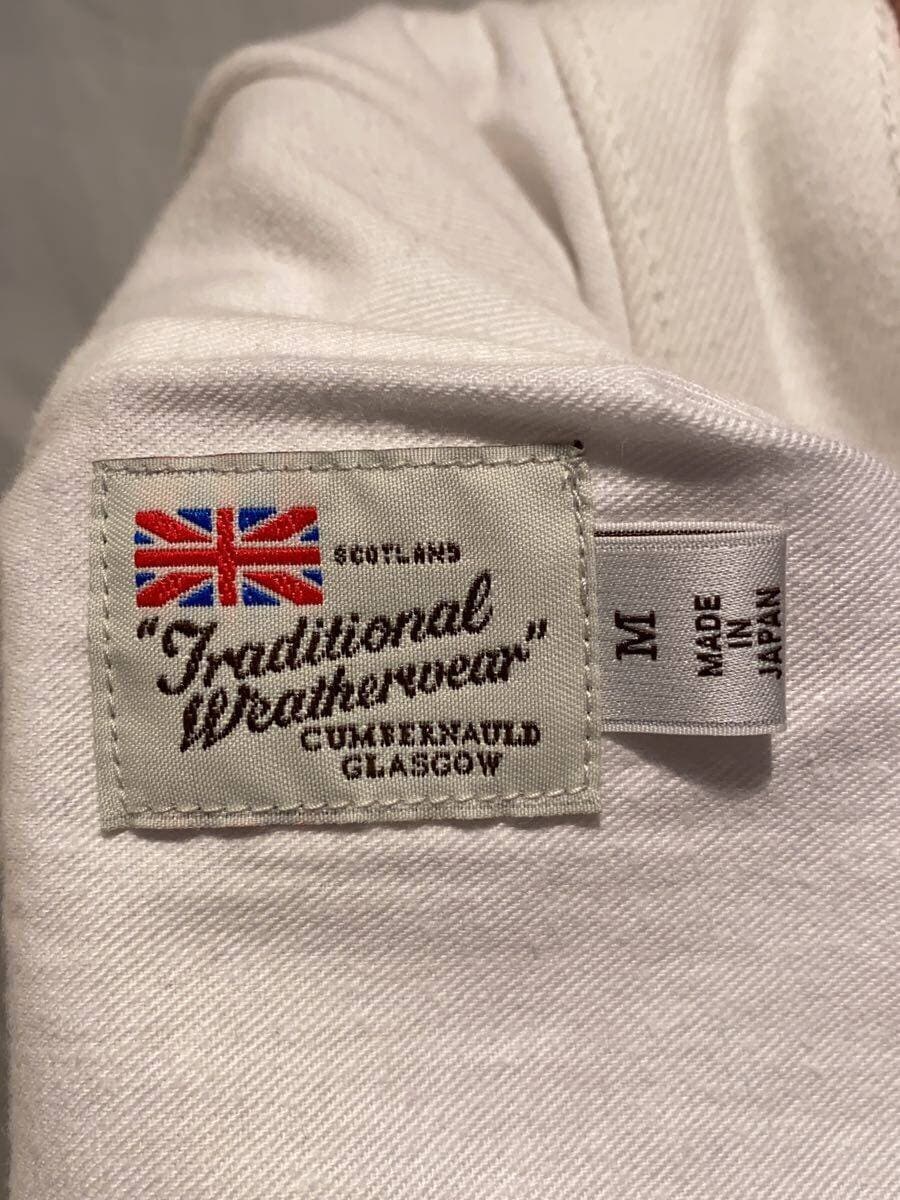 SCOTLAND
"Traditional
Weatherwear"
CUMBERNAULD
GLASGOW
M
MADE
IN
JAPAN